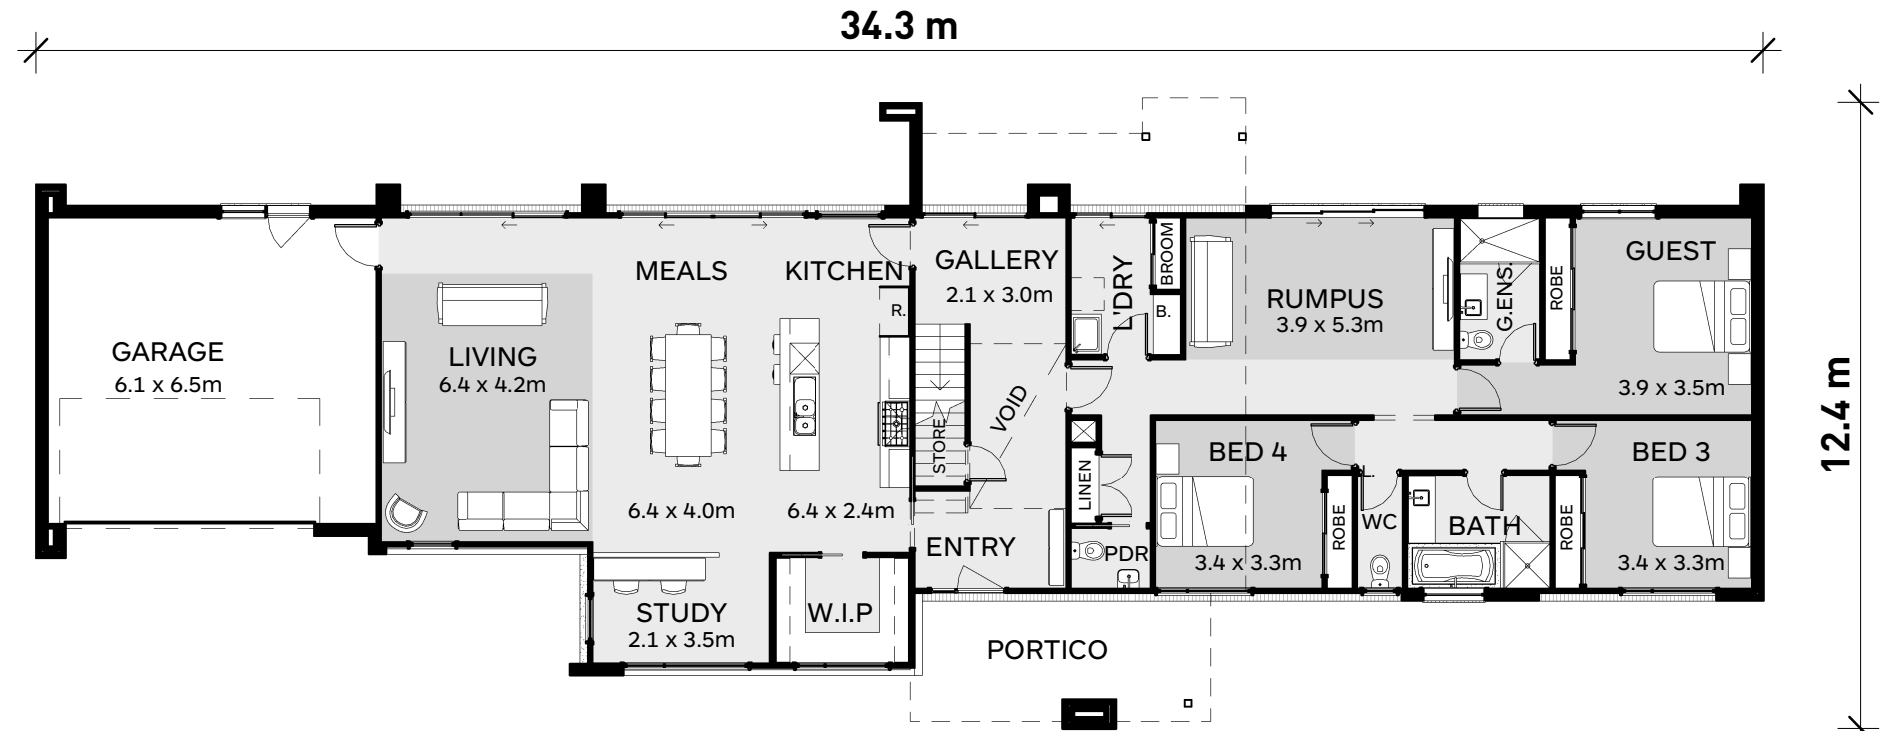 34.3 m
12.4 m
GARAGE
6.1 x 6.5m
LIVING
6.4 x 4.2m
MEALS
6.4 x 4.0m
KITCHEN
R.
6.4 x 2.4m
STUDY
2.1 x 3.5m
W.I.P
GALLERY
2.1 x 3.0m
STORE
VOID
ENTRY
PORTICO
L'DRY
BROOM
B.
LINEN
PDR
RUMPUS
3.9 x 5.3m
G.ENS.
ROBE
GUEST
3.9 x 3.5m
BED 4
3.4 x 3.3m
ROBE
WC
BATH
ROBE
BED 3
3.4 x 3.3m